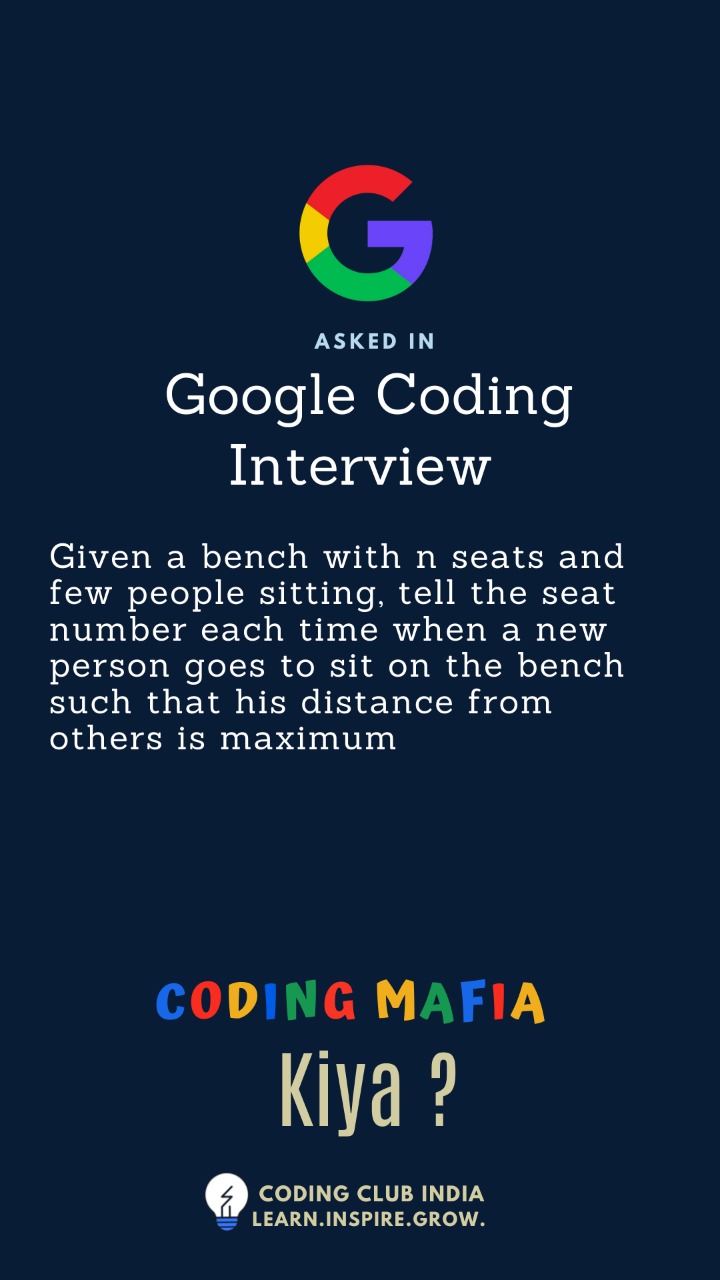 ASKED IN
Google Coding
Interview
Given a bench with n seats and
few people sitting, tell the seat
number each time when a new
person goes to sit on the bench
such that his distance from
others is maximum
CODING MAFIA
Kiya ?
CODING CLUB INDIA
LEARN.INSPIRE.GROW.